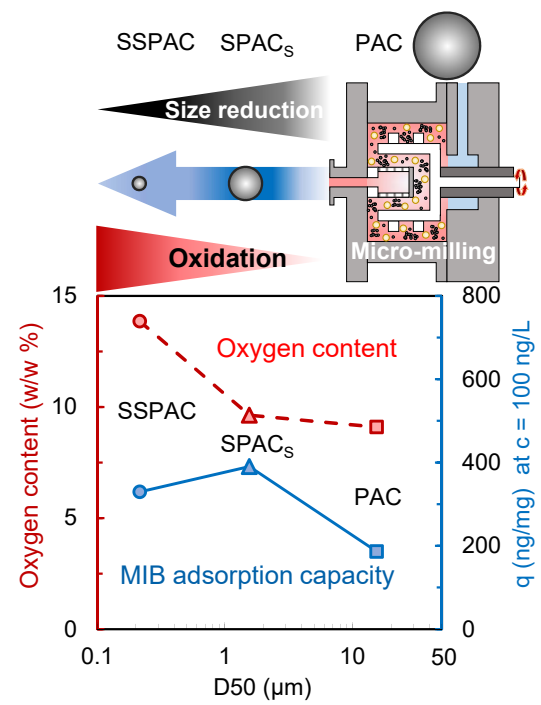 SSPAC SPACS PAC
Size reduction
Oxidation
Micro-milling
15
10
5
0
Oxygen content (w/w %)
800
600
400
200
0
q (ng/mg) at c = 100 ng/L
Oxygen content
SSPAC
SPACS
PAC
MIB adsorption capacity
0.1 1 10 50
D50 (µm)